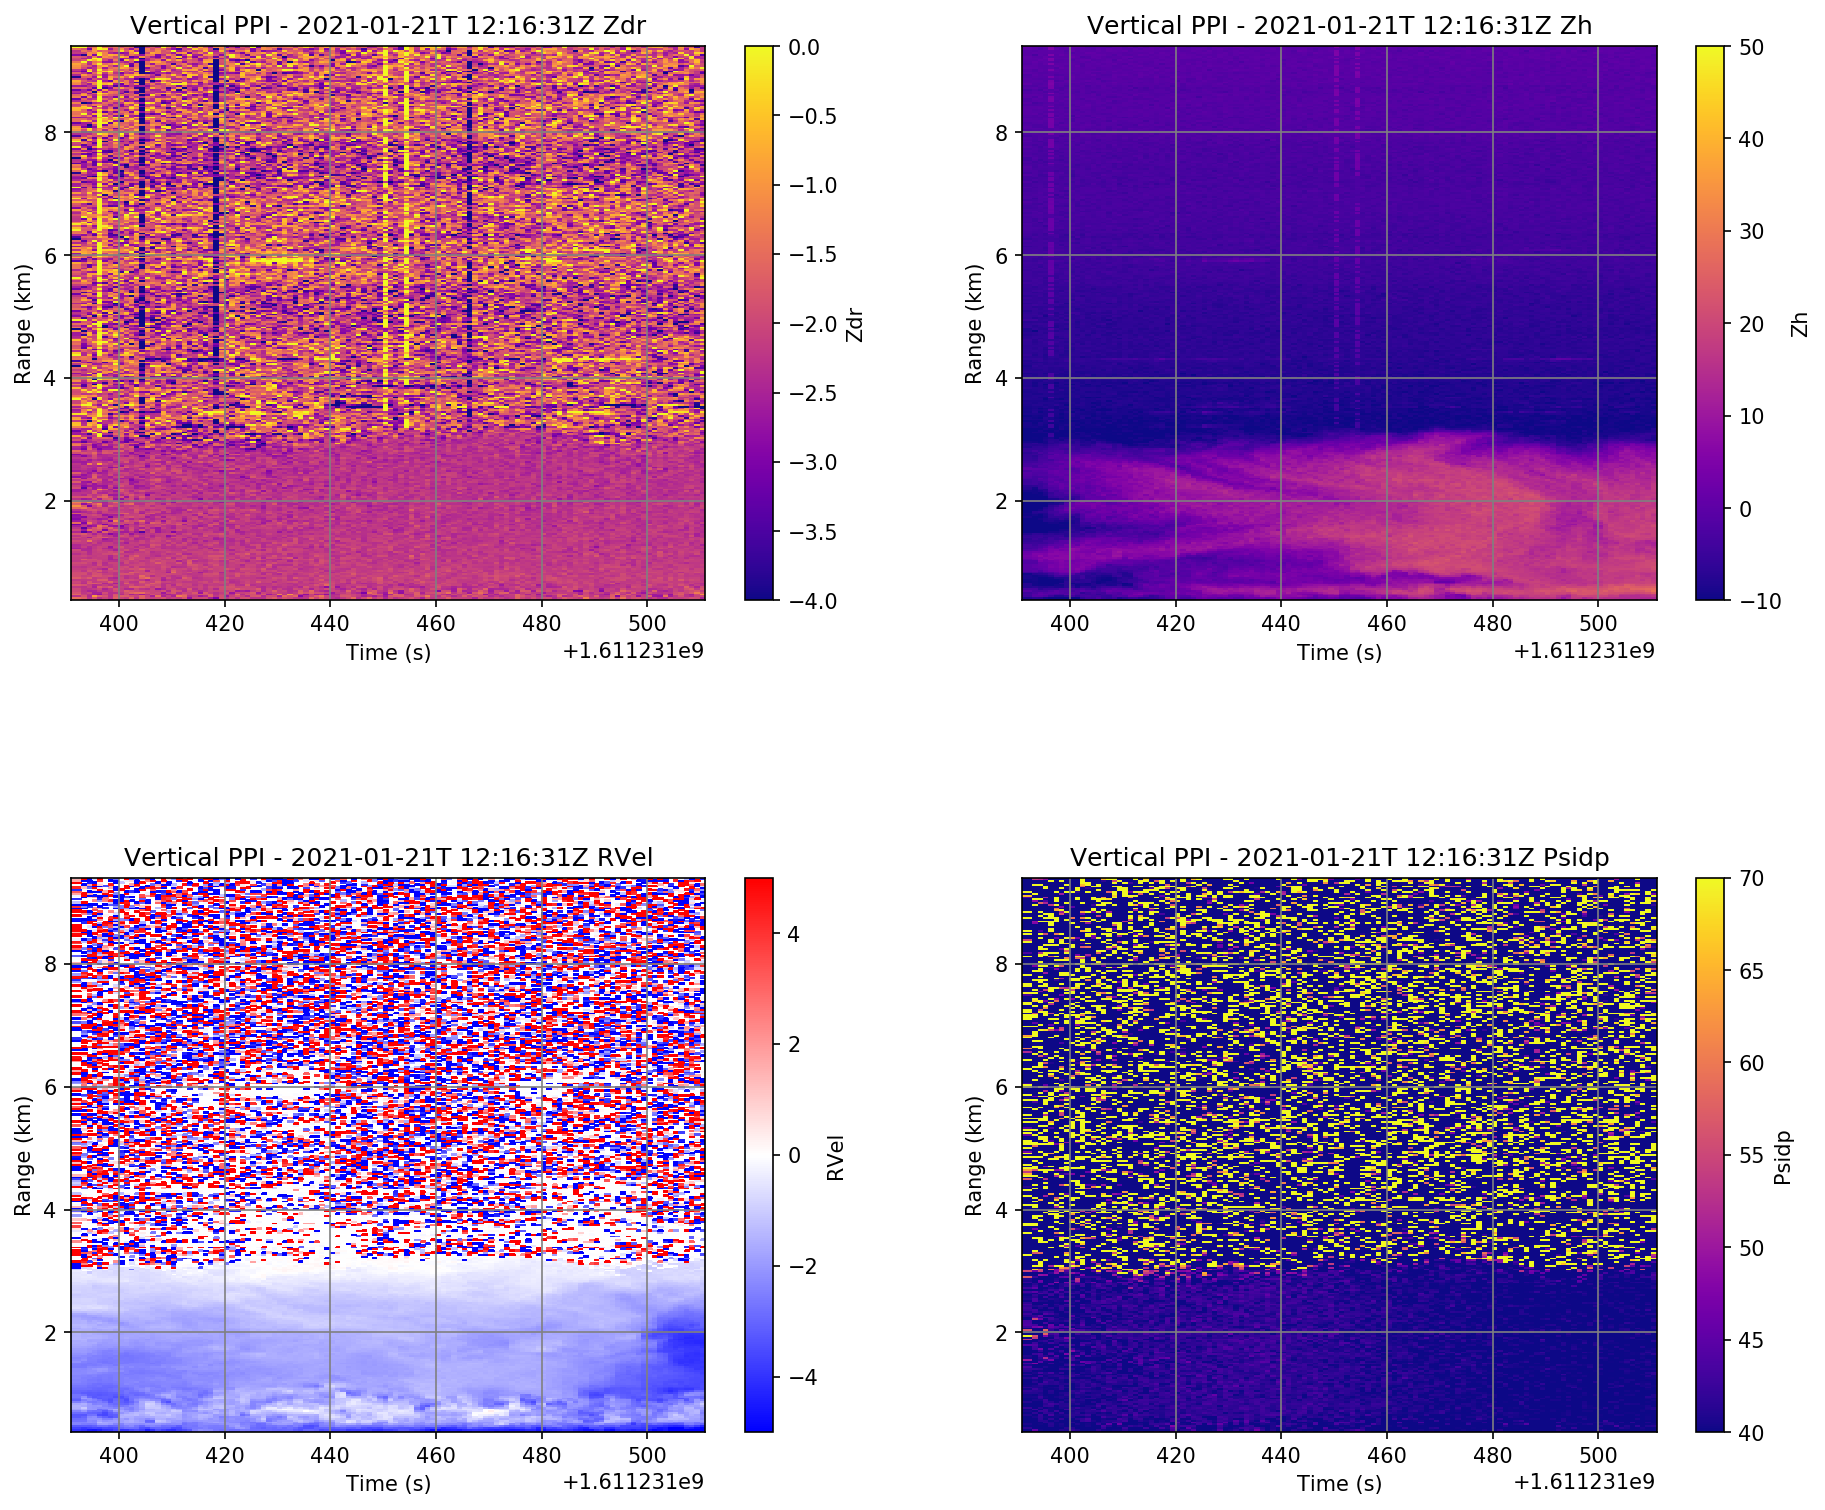 Vertical PPI - 2021-01-21T 12:16:31Z Zdr
8
6
4
2
Range (km)
400 420 440 460 480 500
Time (s)
+1.611231e9
0.0
−0.5
−1.0
−1.5
−2.0
−2.5
−3.0
−3.5
−4.0
Zdr
Vertical PPI - 2021-01-21T 12:16:31Z Zh
8
6
4
2
Range (km)
400 420 440 460 480 500
Time (s)
+1.611231e9
50
40
30
20
10
0
−10
Zh
Vertical PPI - 2021-01-21T 12:16:31Z RVel
8
6
4
2
Range (km)
400 420 440 460 480 500
Time (s)
+1.611231e9
4
2
0
−2
−4
RVel
Vertical PPI - 2021-01-21T 12:16:31Z Psidp
8
6
4
2
Range (km)
400 420 440 460 480 500
Time (s)
+1.611231e9
70
65
60
55
50
45
40
Psidp